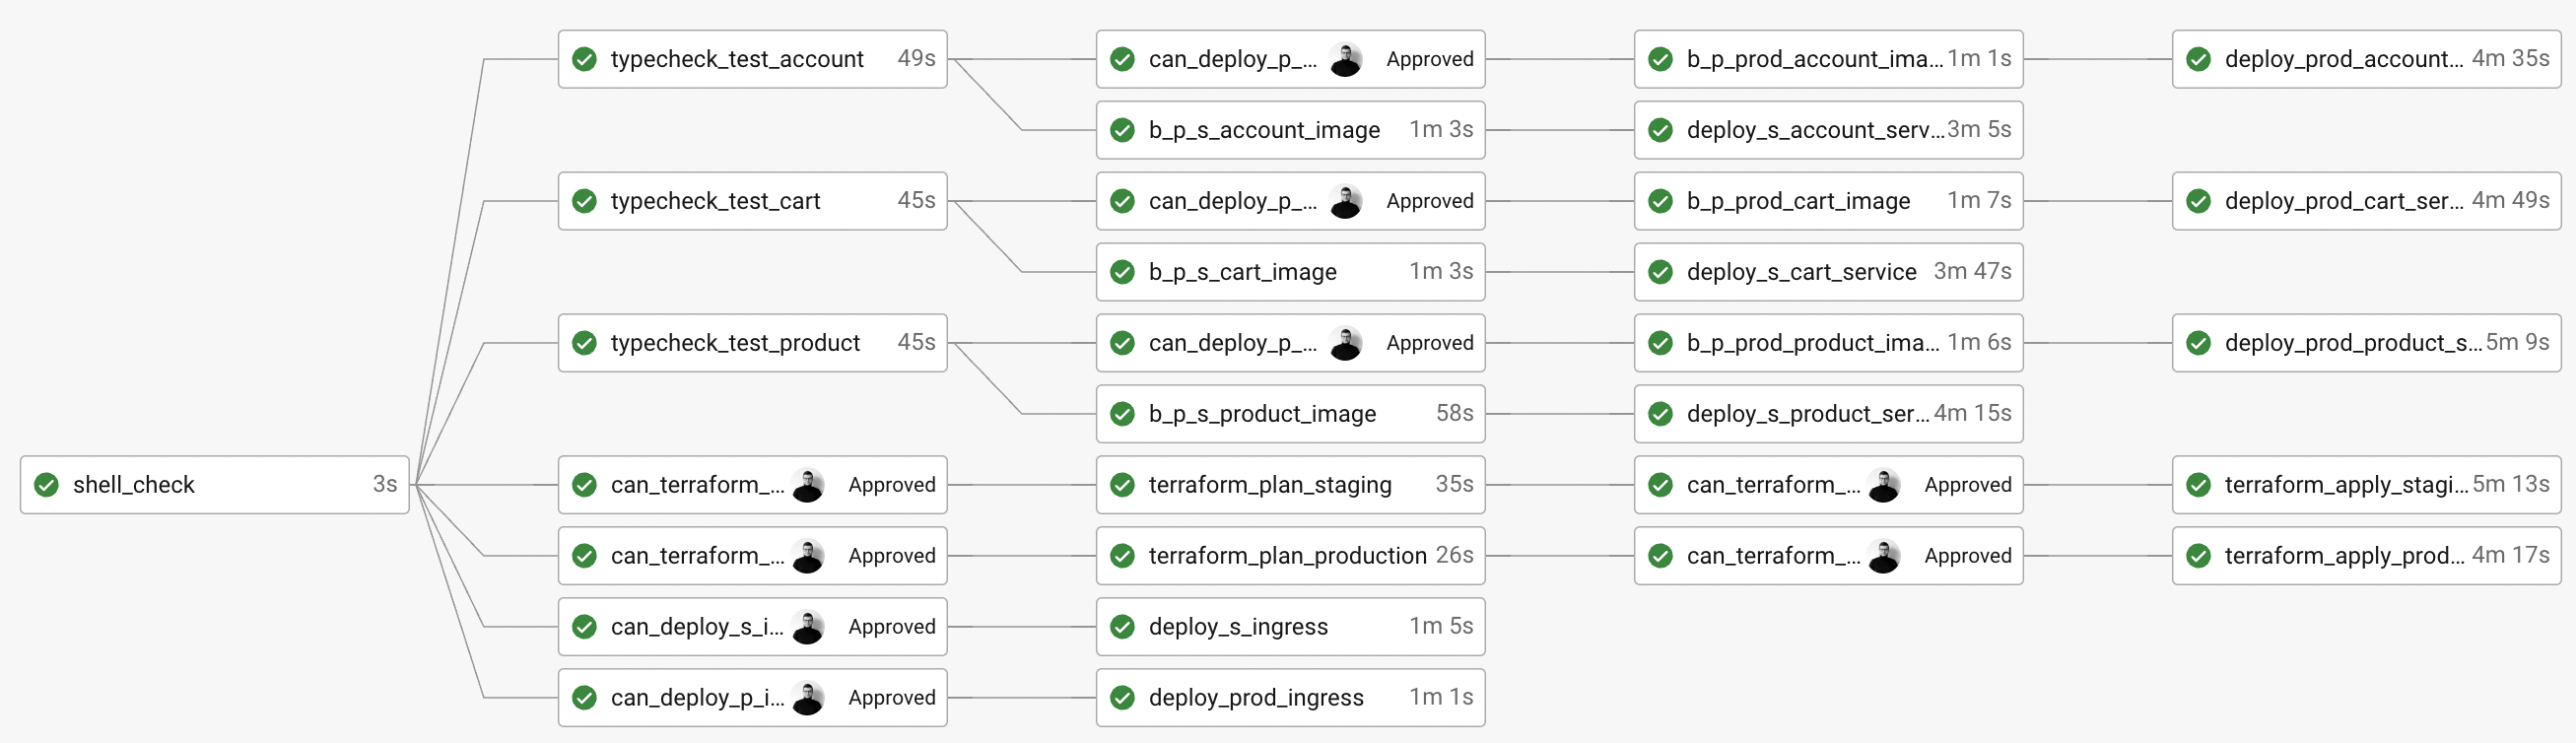 typecheck_test_account 49s can_deploy_p_... Approved b_p_prod_account_ima... 1m 1s deploy_prod_account... 4m 35s
b_p_s_account_image 1m 3s deploy_s_account_serv... 3m 5s
typecheck_test_cart 45s can_deploy_p_... Approved b_p_prod_cart_image 1m 7s deploy_prod_cart_ser... 4m 49s
b_p_s_cart_image 1m 3s deploy_s_cart_service 3m 47s
typecheck_test_product 45s can_deploy_p_... Approved b_p_prod_product_ima... 1m 6s deploy_prod_product_s... 5m 9s
b_p_s_product_image 58s deploy_s_product_ser... 4m 15s
shell_check 3s can_terraform_... Approved terraform_plan_staging 35s can_terraform_... Approved terraform_apply_stagi... 5m 13s
can_terraform_... Approved terraform_plan_production 26s can_terraform_... Approved terraform_apply_prod... 4m 17s
can_deploy_s_i... Approved deploy_s_ingress 1m 5s
can_deploy_p_i... Approved deploy_prod_ingress 1m 1s